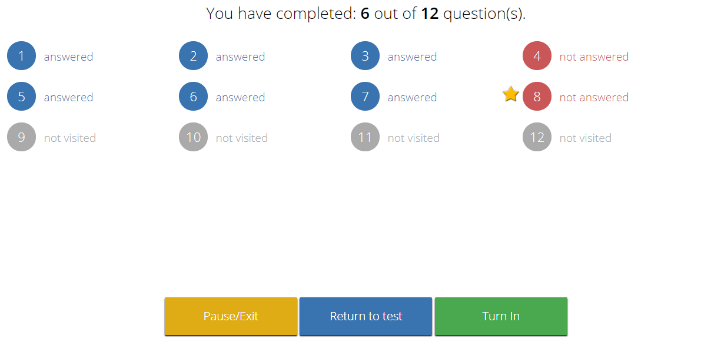 You have completed: 6 out of 12 question(s).
1 answered 2 answered 3 answered 4 not answered
5 answered 6 answered 7 answered 8 not answered
9 not visited 10 not visited 11 not visited 12 not visited
Pause/Exit Return to test Turn In